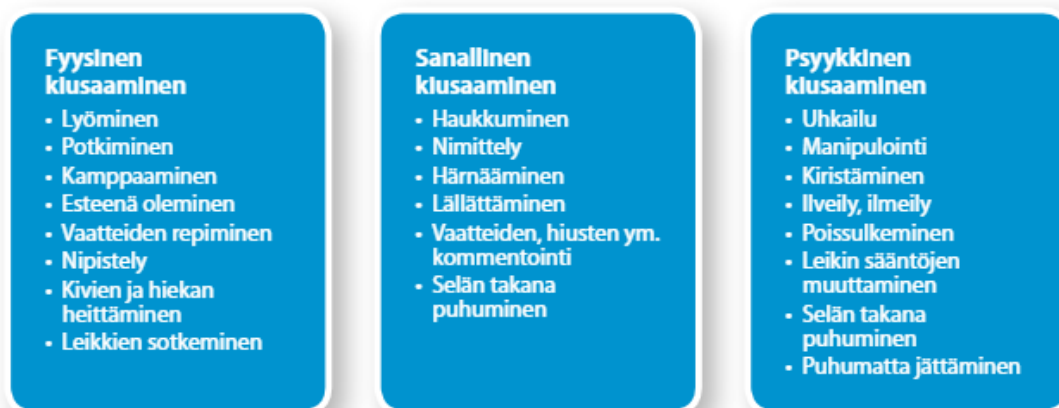 Fyysinen
kiusaaminen
• Lyöminen
• Potkiminen
• Kamppaaminen
• Esteenä oleminen
• Vaatteiden repiminen
• Nipistely
• Kivien ja hiekan
heittäminen
• Leikkien sotkeminen
Sanallinen
kiusaaminen
• Haukkuminen
• Nimittely
• Härnääminen
• Lällättäminen
• Vaatteiden, hiusten ym.
kommentointi
• Selän takana
puhuminen
Psyykkinen
kiusaaminen
• Uhkailu
• Manipulointi
• Kiristäminen
• Ilveily, ilmeily
• Poissulkeminen
• Leikin sääntöjen
muuttaminen
• Selän takana
puhuminen
• Puhumatta jättäminen